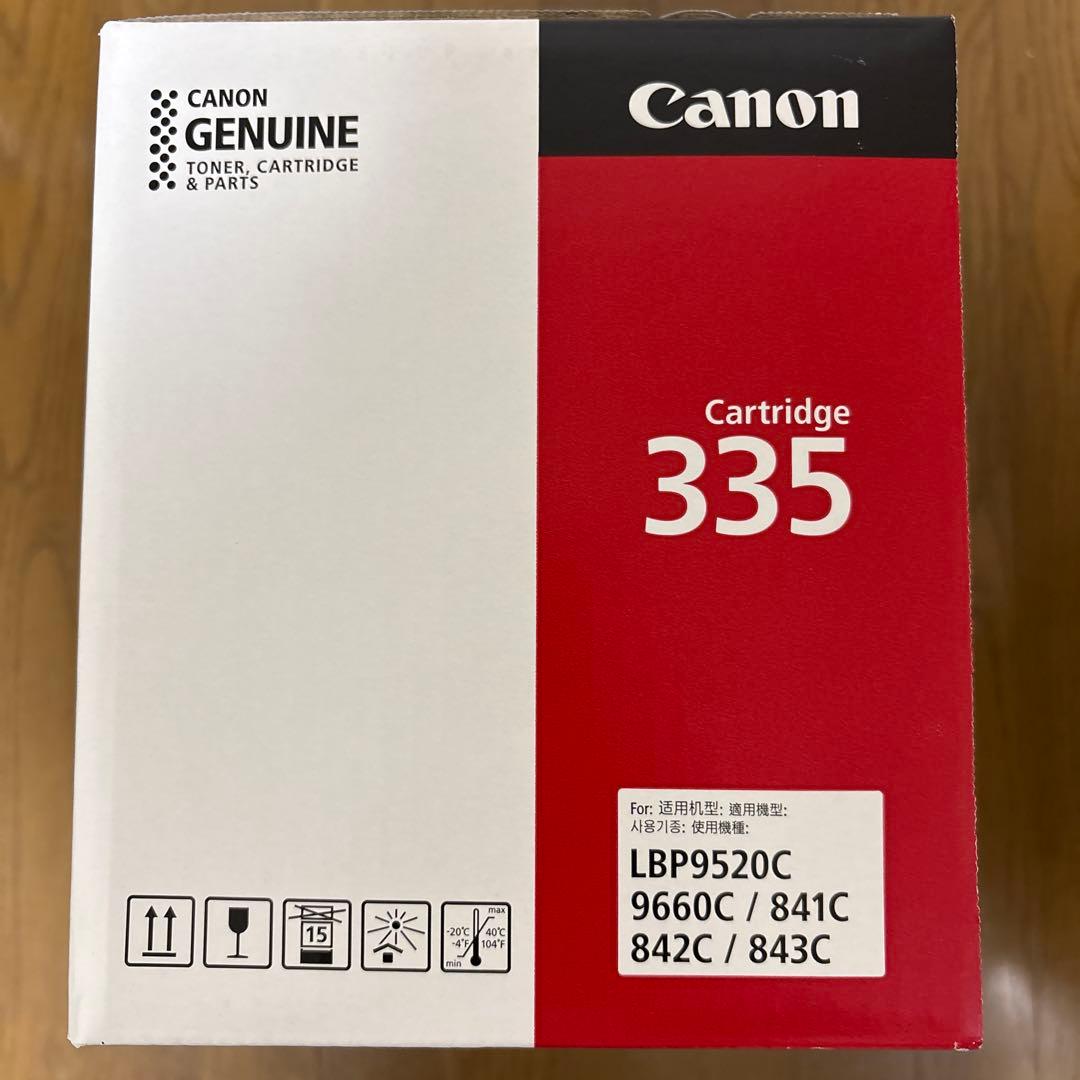 CANON
GENUINE
TONER, CARTRIDGE
& PARTS
Canon
Cartridge
335
For: 适用机型: 適用機型:
사용기종: 使用機種:
LBP9520C
9660C / 841C
842C / 843C
15
max
-20℃ 40℃
-4℉ 104℉
min